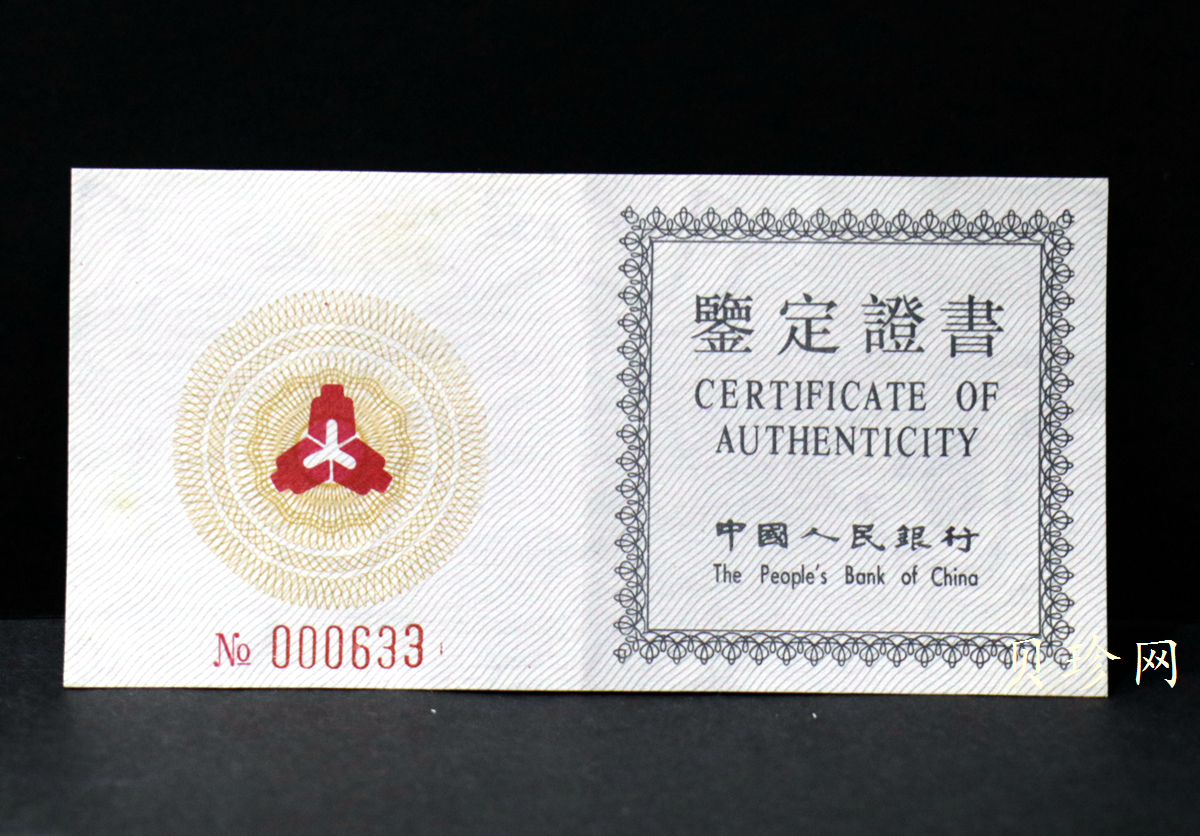 鑒定證書
CERTIFICATE OF
AUTHENTICITY
中國人民銀行
The People's Bank of China
№ 000633
贝珍网